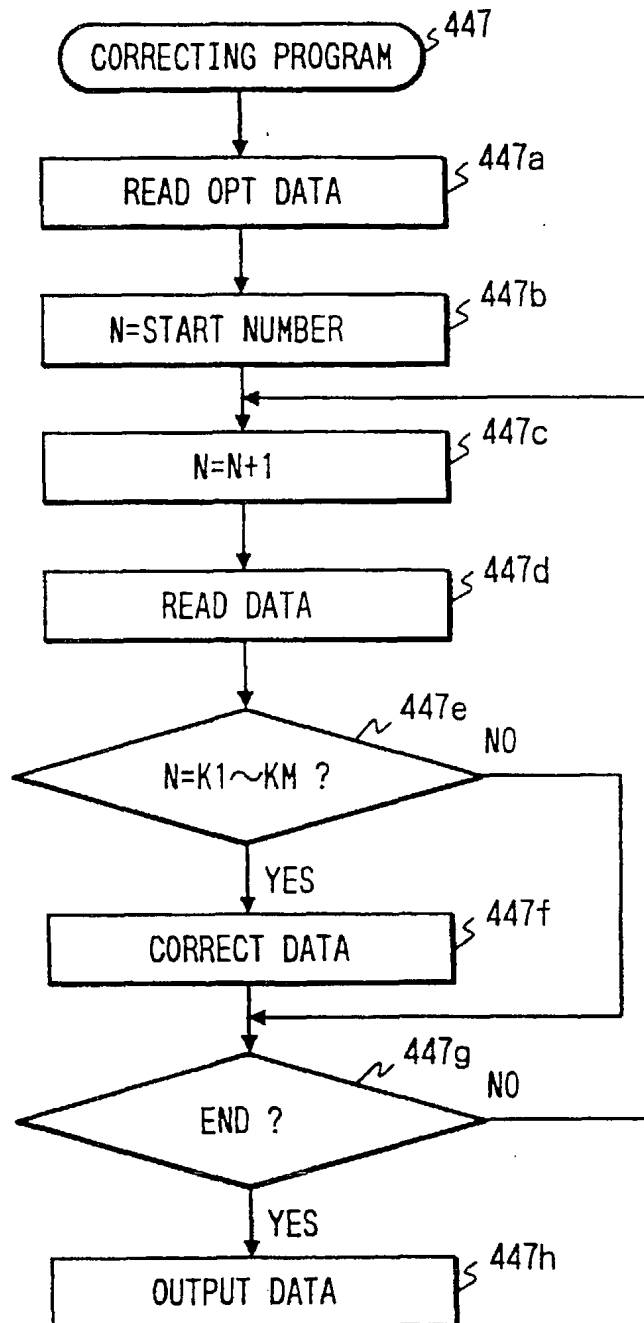 447
CORRECTING PROGRAM
447a
READ OPT DATA
447b
N=START NUMBER
447c
N=N+1
447d
READ DATA
447e
NO
N=K1~KM ?
YES
447f
CORRECT DATA
447g
NO
END ?
YES
447h
OUTPUT DATA